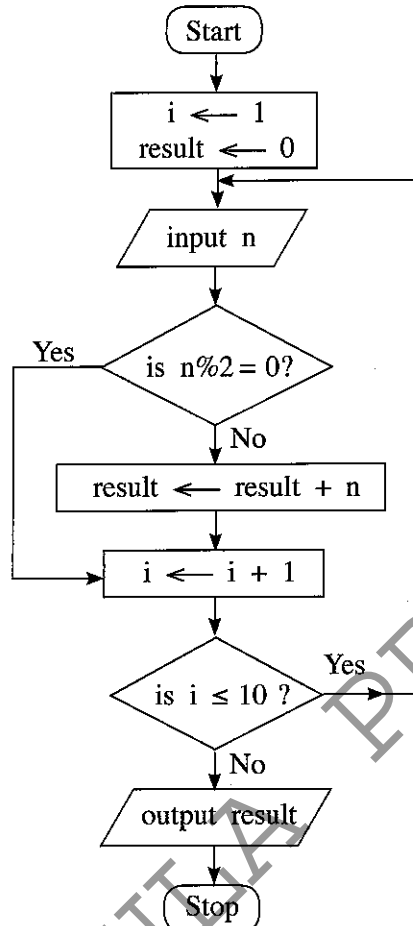 Start
i ← 1
result ← 0
input n
is n%2 = 0?
Yes
No
result ← result + n
i ← i + 1
is i ≤ 10 ?
Yes
No
output result
Stop